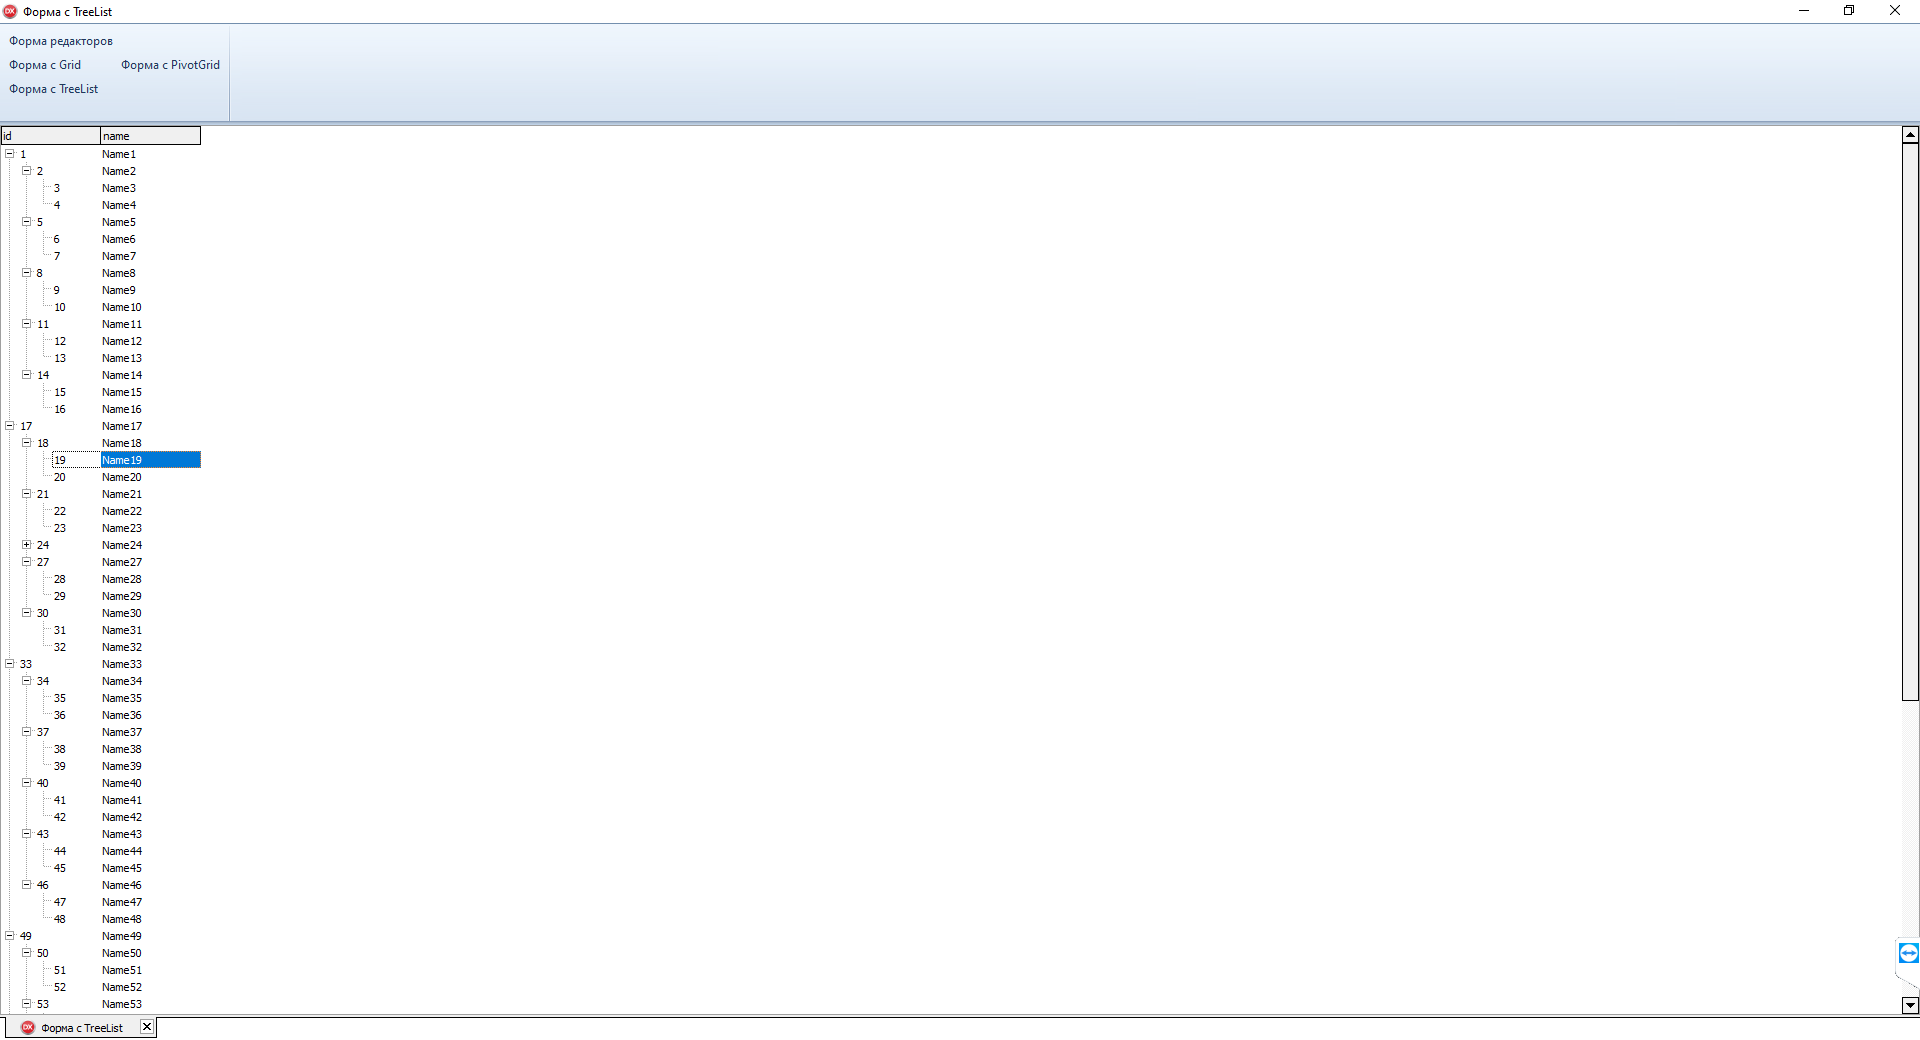 DX Форма с TreeList
Форма редакторов
Форма с Grid Форма с PivotGrid
Форма с TreeList
id name
1 Name1
2 Name2
3 Name3
4 Name4
5 Name5
6 Name6
7 Name7
8 Name8
9 Name9
10 Name10
11 Name11
12 Name12
13 Name13
14 Name14
15 Name15
16 Name16
17 Name17
18 Name18
19 Name19
20 Name20
21 Name21
22 Name22
23 Name23
24 Name24
27 Name27
28 Name28
29 Name29
30 Name30
31 Name31
32 Name32
33 Name33
34 Name34
35 Name35
36 Name36
37 Name37
38 Name38
39 Name39
40 Name40
41 Name41
42 Name42
43 Name43
44 Name44
45 Name45
46 Name46
47 Name47
48 Name48
49 Name49
50 Name50
51 Name51
52 Name52
53 Name53
DX Форма с TreeList